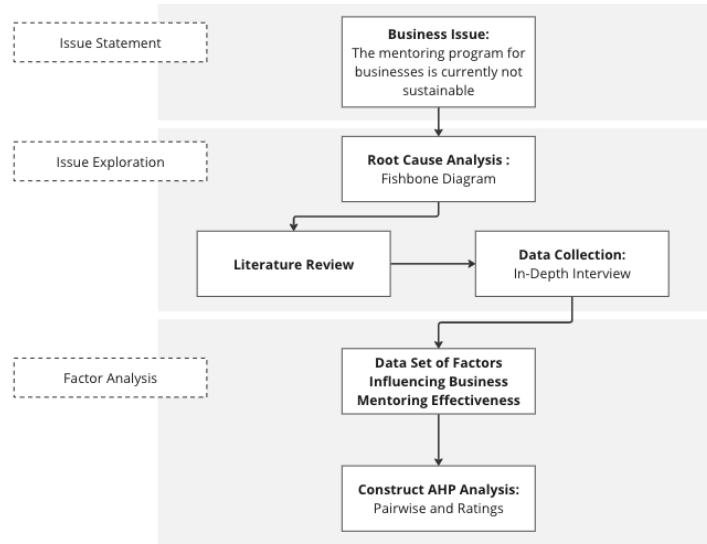 Issue Statement
Business Issue:
The mentoring program for
businesses is currently not
sustainable
Issue Exploration
Root Cause Analysis :
Fishbone Diagram
Literature Review
Data Collection:
In-Depth Interview
Factor Analysis
Data Set of Factors
Influencing Business
Mentoring Effectiveness
Construct AHP Analysis:
Pairwise and Ratings